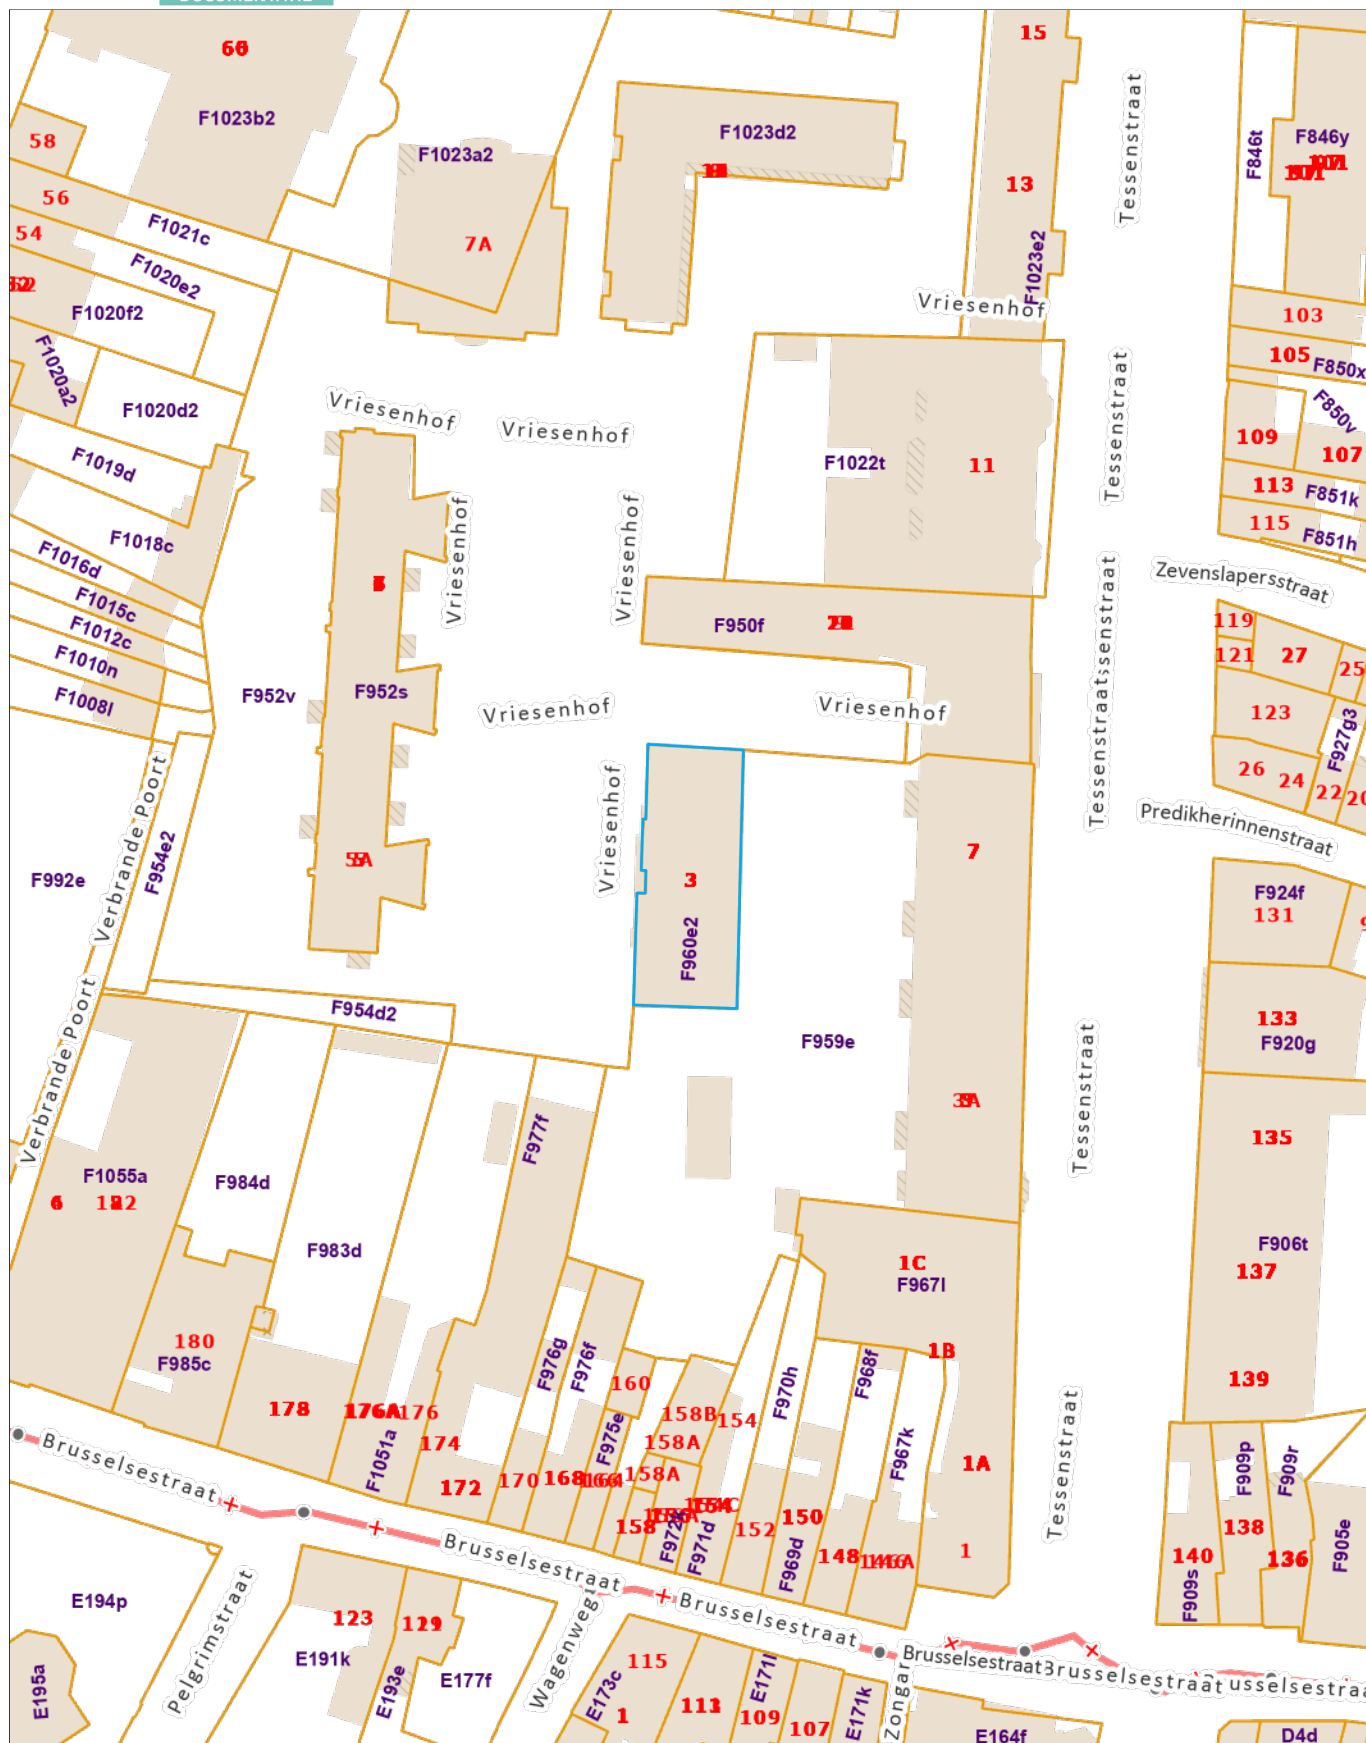 15
60
F1023b2
F1023d2
58
F1023a2
F846t
F846y
Tessenstraat
56
13
54
F1021c
7A
F1023e2
F1020e2
F1020f2
Vriesenhof
103
105
F850x
F1020a2
F1020d2
Vriesenhof
Vriesenhof
Tessenstraat
F850v
109
107
F1019d
F1022t
11
113
F851k
115
F851h
F1018c
Vriesenhof
Vriesenhof
F1016d
Zevenslapersstraat
F1015c
F1012c
F1010n
F950f
119
121
27
25
F1008l
F952v
F952s
Vriesenhof
Vriesenhof
123
F927g3
26
24
22
20
Verbrande Poort
F954e2
Vriesenhof
Predikherinnenstraat
7
F992e
3
F960e2
F924f
131
Verbrande Poort
F954d2
F959e
133
F920g
Tessenstraat
F977f
135
F1055a
F984d
F983d
F906t
1C
F967l
137
180
F985c
F976g
F976f
F970h
F968f
1B
139
160
178
176A
176
F1051a
158B
154
158A
F975e
F967k
Tessenstraat
174
172
170
168
158A
1A
F909p
F909r
Brusselsestraat
158
F972k
F971d
152
150
F969d
148
146A
1
140
F909s
138
136
F905e
Brusselsestraat
E194p
Pelgrimstraat
123
E191k
E193e
E177f
Wagenweg
Brusselsestraat
Brusselsestraat
E195a
115
E173c
1
E171l
109
107
E171k
Zongar
E164f
D4d